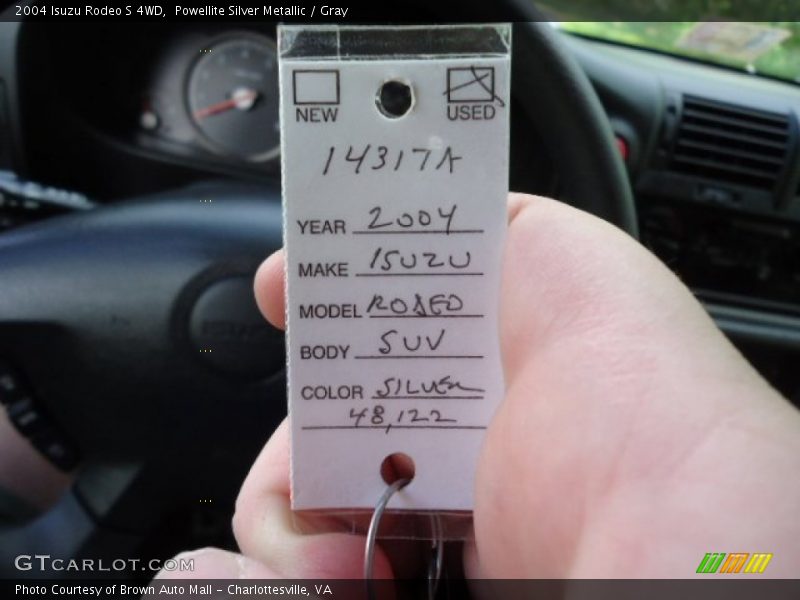 2004 Isuzu Rodeo S 4WD,  Powellite Silver Metallic / Gray
NEW USED
14317A
YEAR 2004
MAKE ISUZU
MODEL RODEO
BODY SUV
COLOR SILVER
48,122
GTCARLOT.COM
Photo Courtesy of Brown Auto Mall - Charlottesville, VA